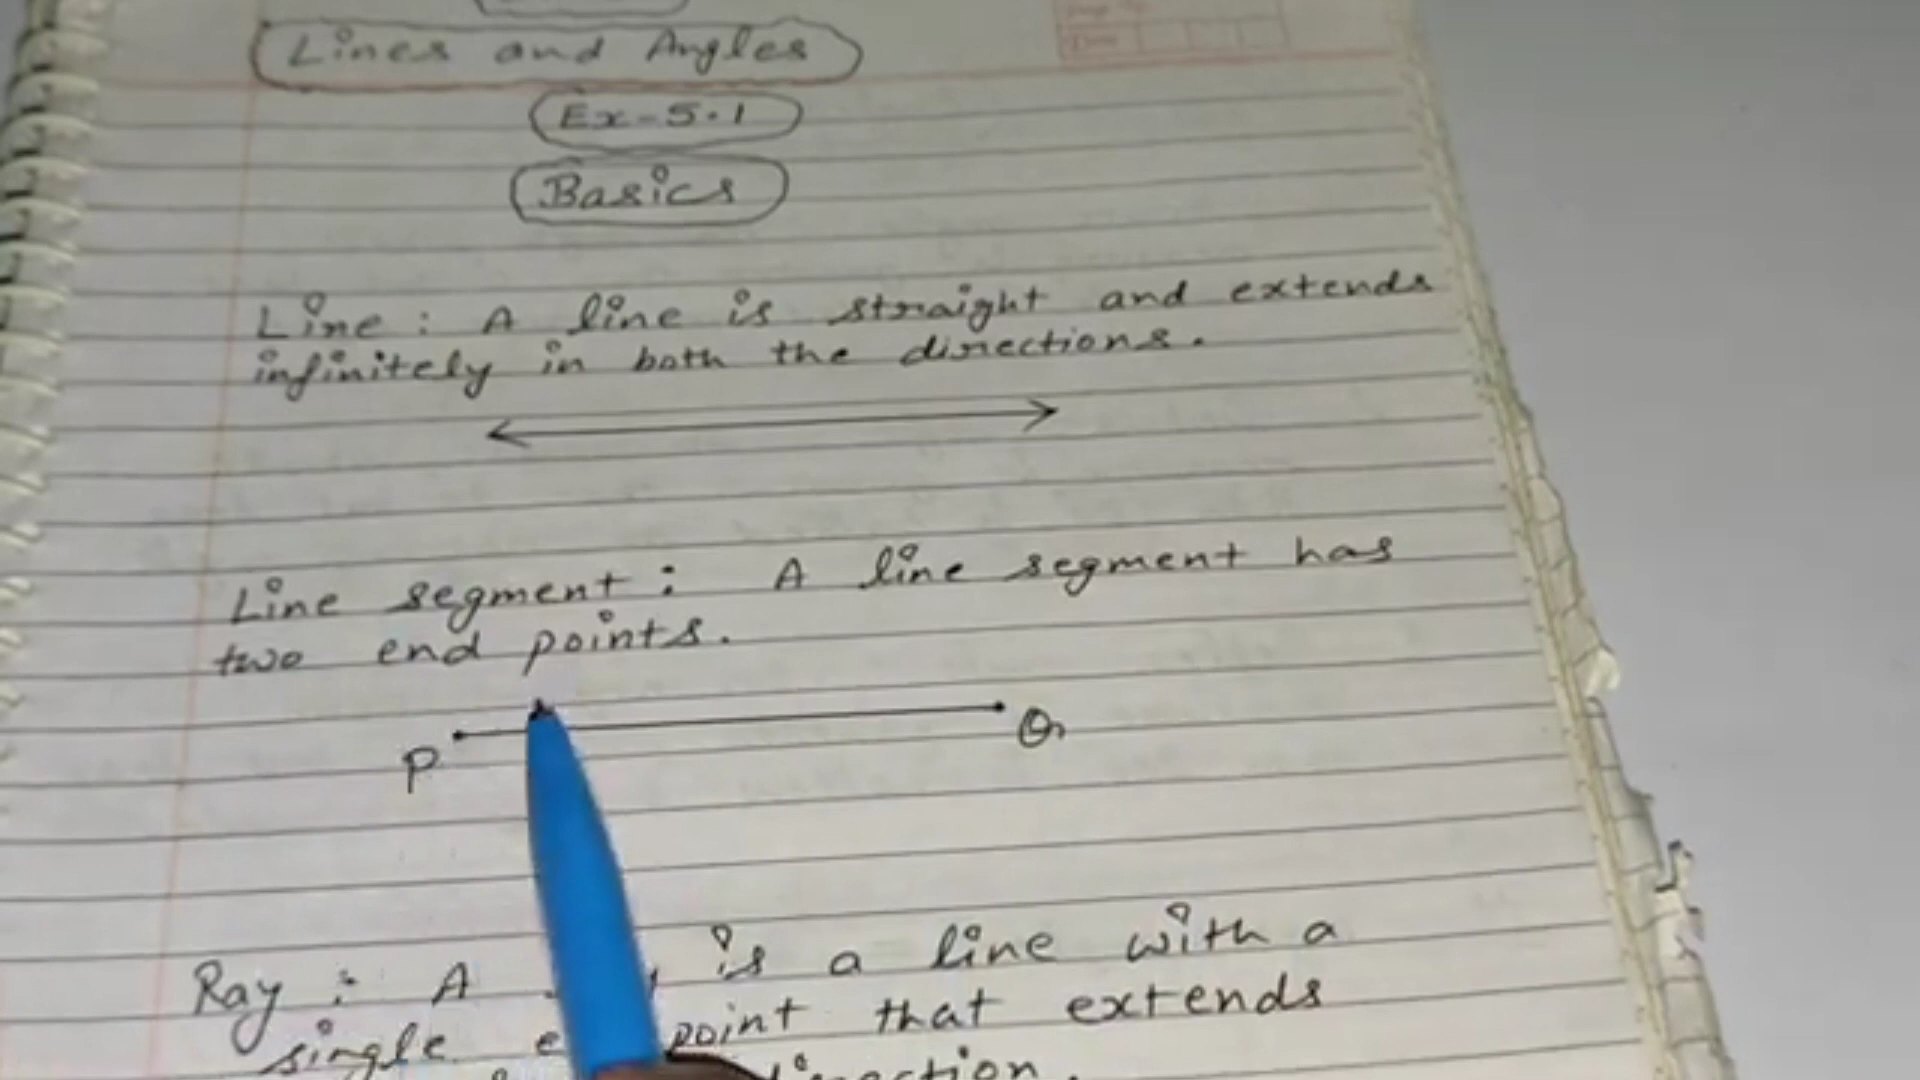 Lines and Angles
Ex-5.1
Basics
Line : A line is straight and extends
infinitely in both the directions.
Line segment : A line segment has
two end points.
P Q
Ray : A is a line with a
single point that extends
direction.